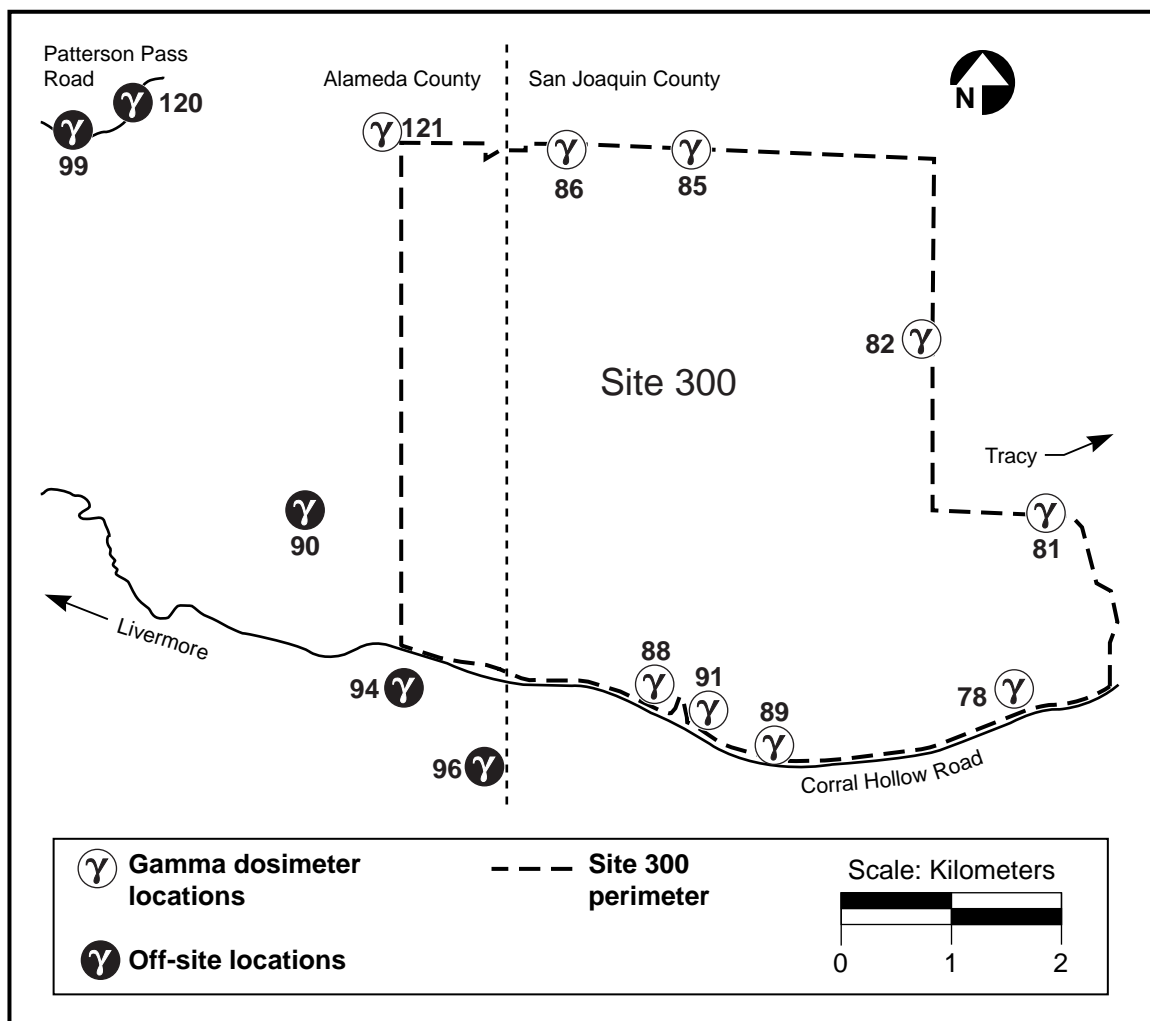 Patterson Pass
Road
Alameda County
San Joaquin County
N
γ
120
γ
99
γ
121
γ
86
γ
85
82
γ
Site 300
Tracy
γ
90
γ
81
Livermore
88
γ
91
γ
89
γ
78
γ
94
γ
96
γ
Corral Hollow Road
γ
Gamma dosimeter
locations
Site 300
perimeter
Scale: Kilometers
0 1 2
γ
Off-site locations